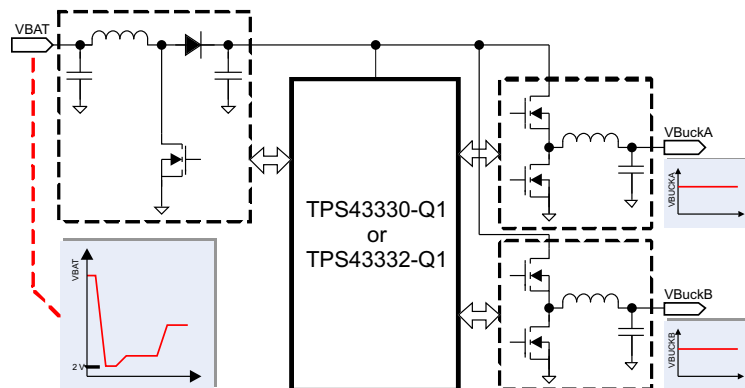 VBAT
VBuckA
VBUCKA
TPS43330-Q1
or
TPS43332-Q1
VBAT
2 V
VBuckB
VBUCKB